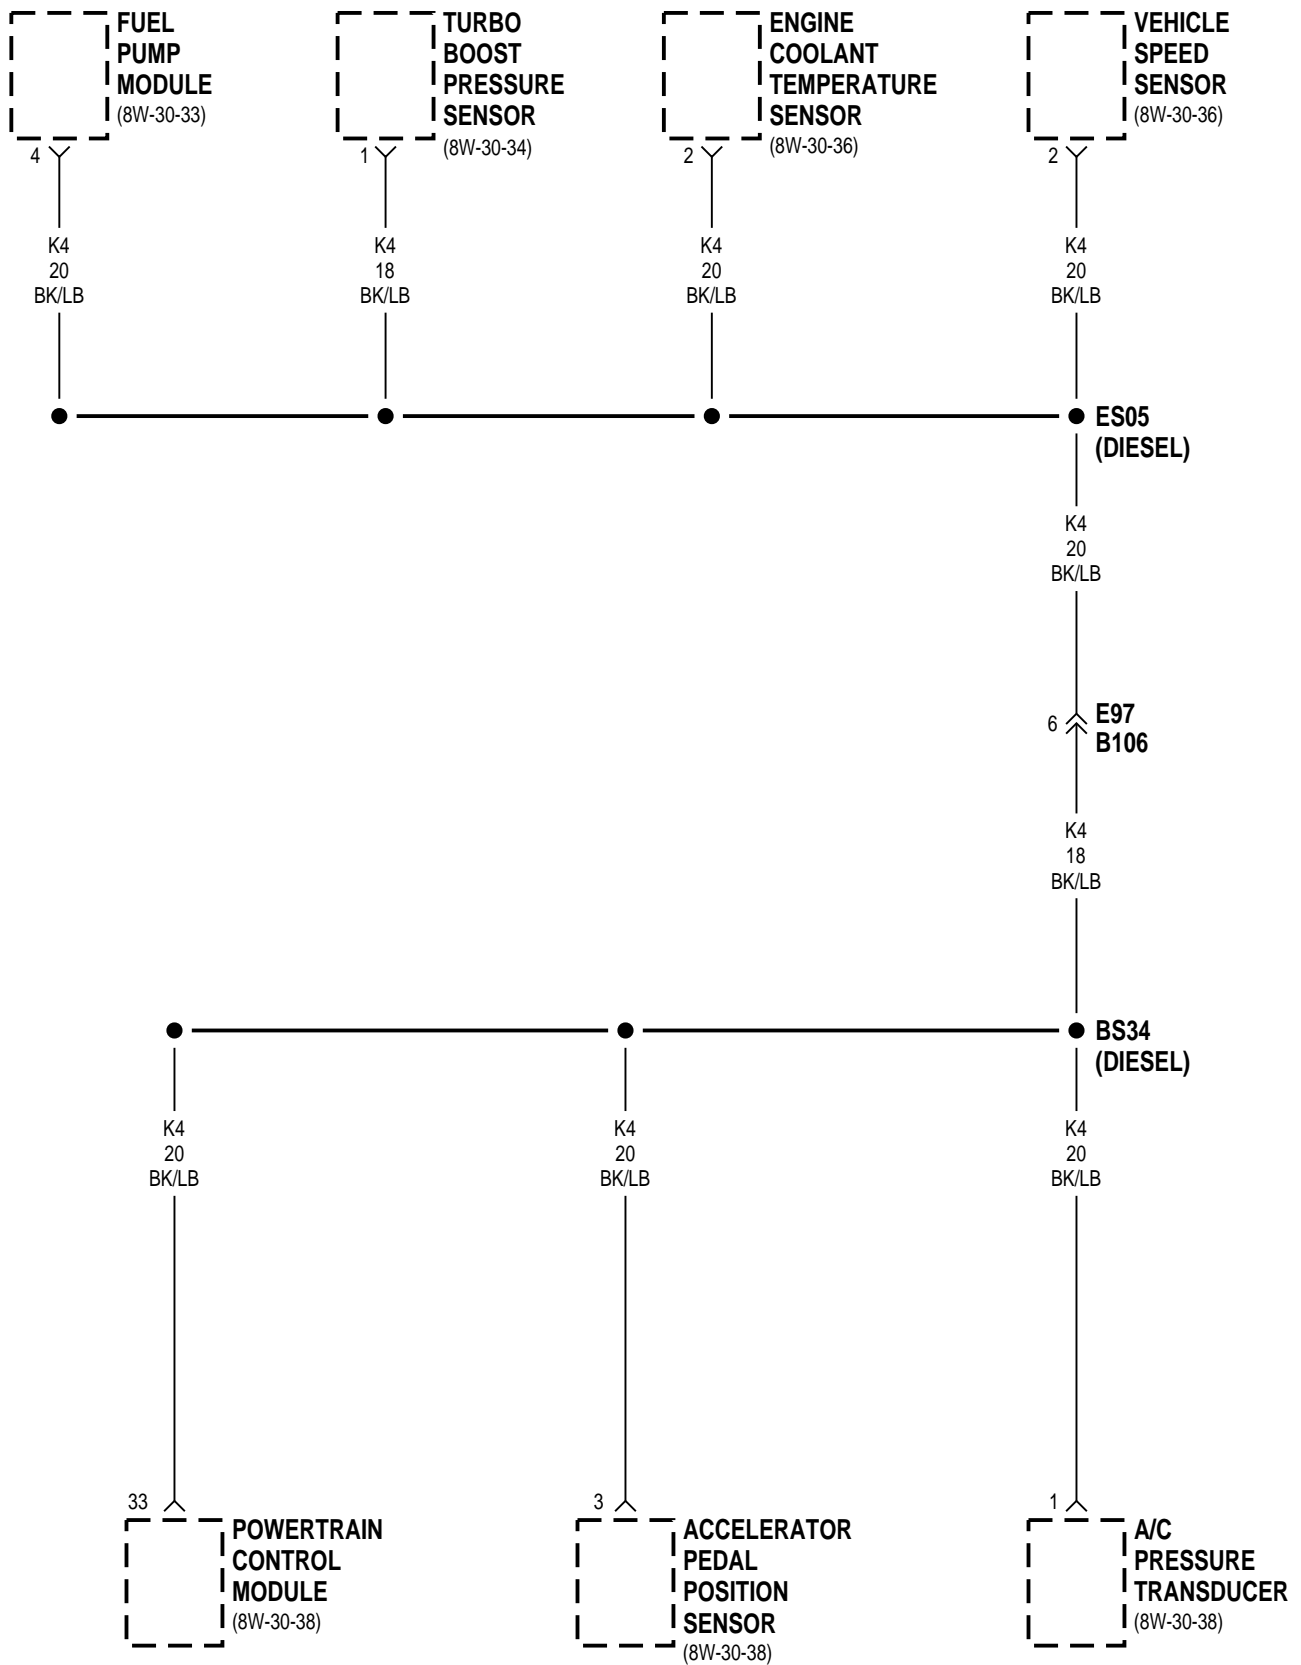 FUEL
PUMP
MODULE
(8W-30-33)
4
K4
20
BK/LB
TURBO
BOOST
PRESSURE
SENSOR
(8W-30-34)
1
K4
18
BK/LB
ENGINE
COOLANT
TEMPERATURE
SENSOR
(8W-30-36)
2
K4
20
BK/LB
VEHICLE
SPEED
SENSOR
(8W-30-36)
2
K4
20
BK/LB
ES05
(DIESEL)
K4
20
BK/LB
6
E97
B106
K4
18
BK/LB
BS34
(DIESEL)
K4
20
BK/LB
33
POWERTRAIN
CONTROL
MODULE
(8W-30-38)
K4
20
BK/LB
3
ACCELERATOR
PEDAL
POSITION
SENSOR
(8W-30-38)
K4
20
BK/LB
1
A/C
PRESSURE
TRANSDUCER
(8W-30-38)